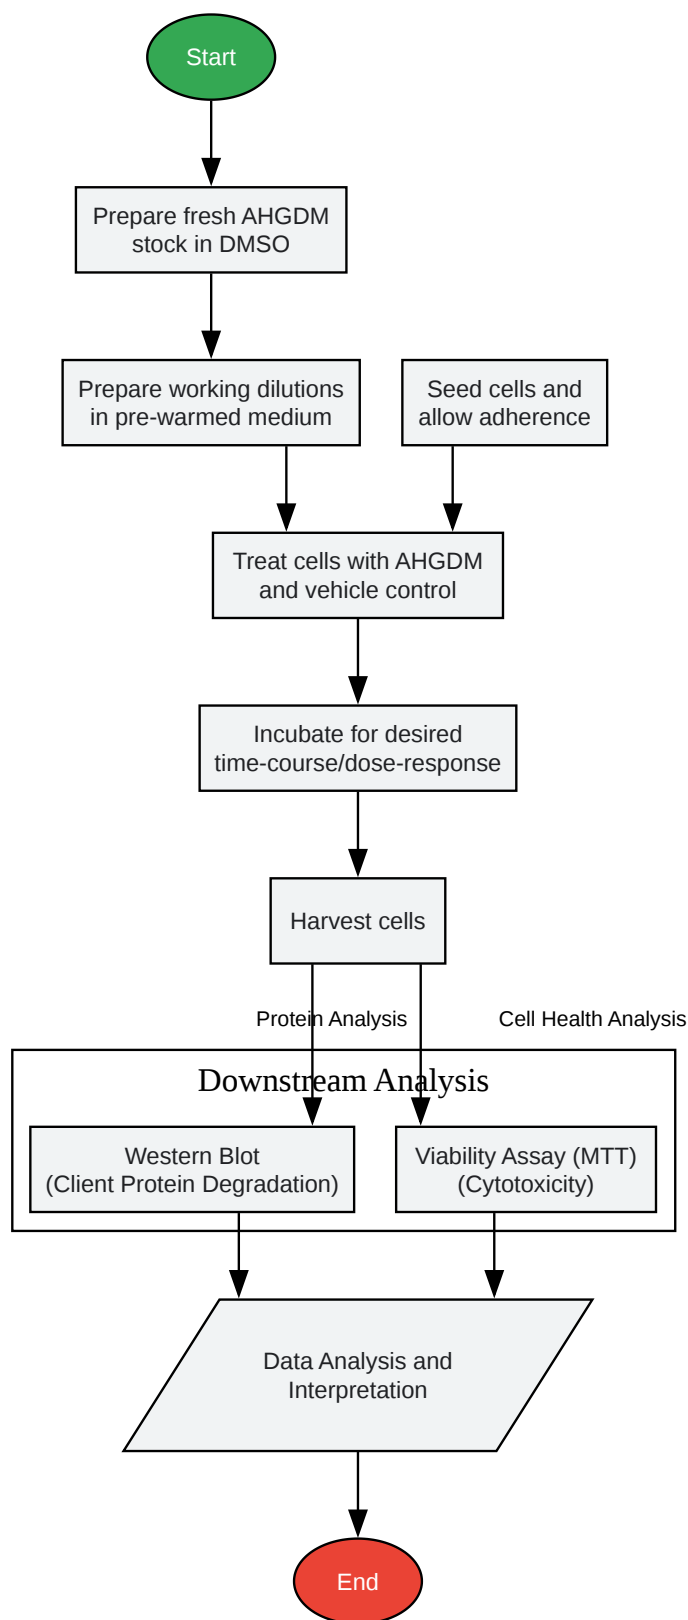 Start
Prepare fresh AHGDM
stock in DMSO
Prepare working dilutions
in pre-warmed medium
Seed cells and
allow adherence
Treat cells with AHGDM
and vehicle control
Incubate for desired
time-course/dose-response
Harvest cells
Protein Analysis
Cell Health Analysis
Downstream Analysis
Western Blot
(Client Protein Degradation)
Viability Assay (MTT)
(Cytotoxicity)
Data Analysis and
Interpretation
End